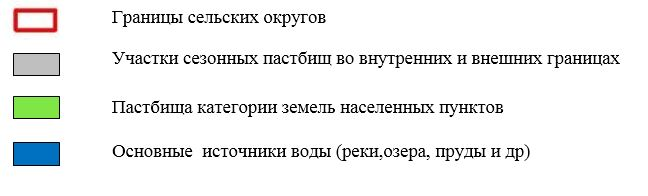 Границы сельских округов
Участки сезонных пастбищ во внутренних и внешних границах
Пастбища категории земель населенных пунктов
Основные источники воды (реки,озера, пруды и др)